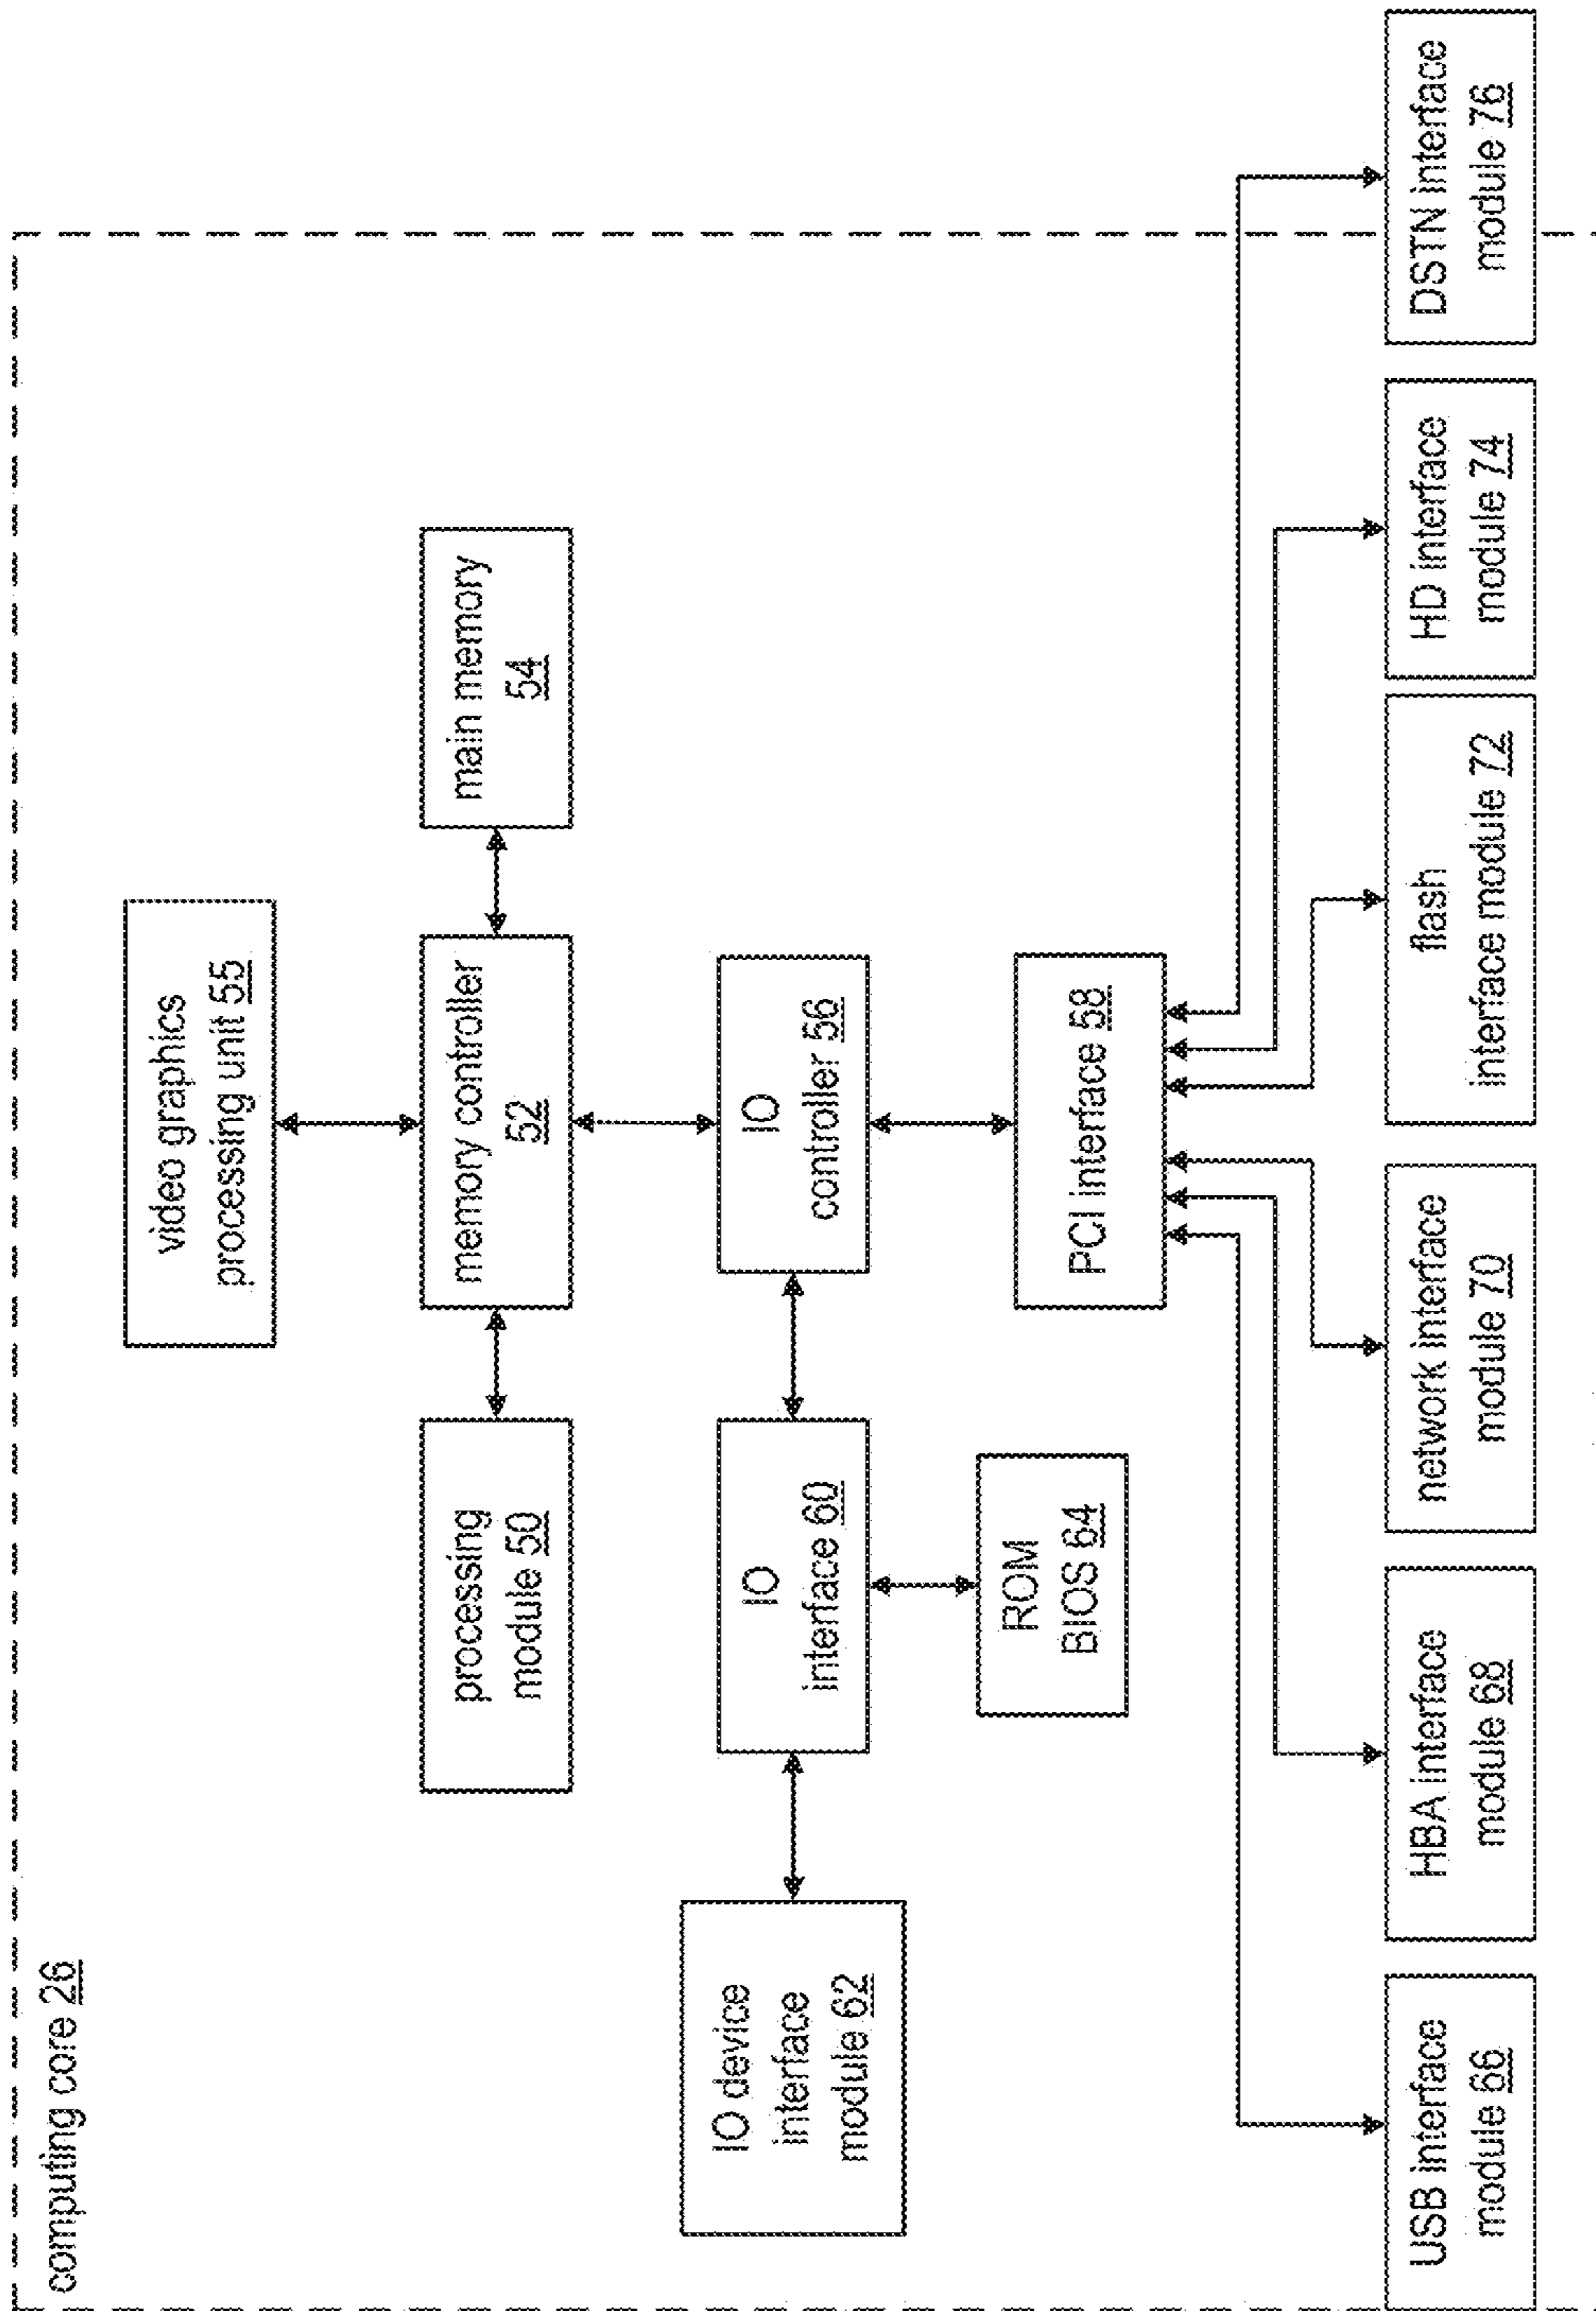 computing core 26
video graphics
processing unit 55
processing
module 50
memory controller
52
main memory
54
IO device
interface
module 62
IO
interface 60
IO
controller 56
ROM
BIOS 64
PCI interface 58
USB interface
module 66
HBA interface
module 68
network interface
module 70
flash
interface module 72
HD interface
module 74
DSTN interface
module 76